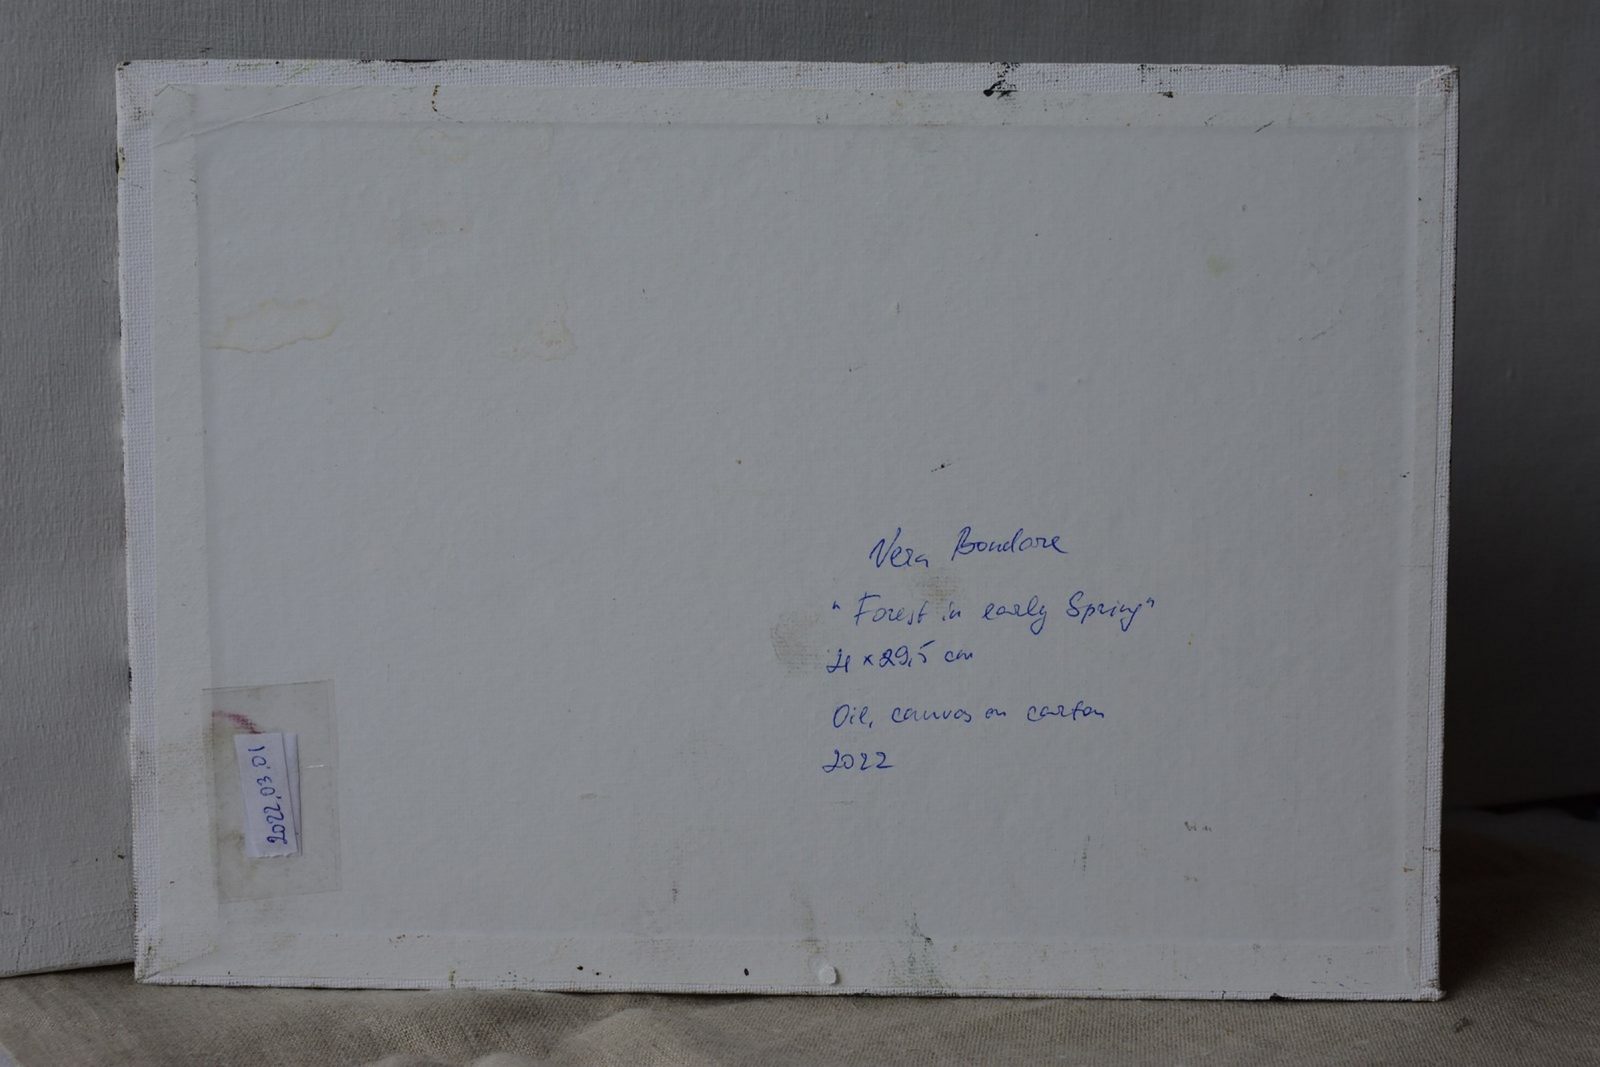 Vera Bondare
"Forest in early Spring"
21 x 29,5 cm
Oil, canvas on carton
2022
2022.03.01